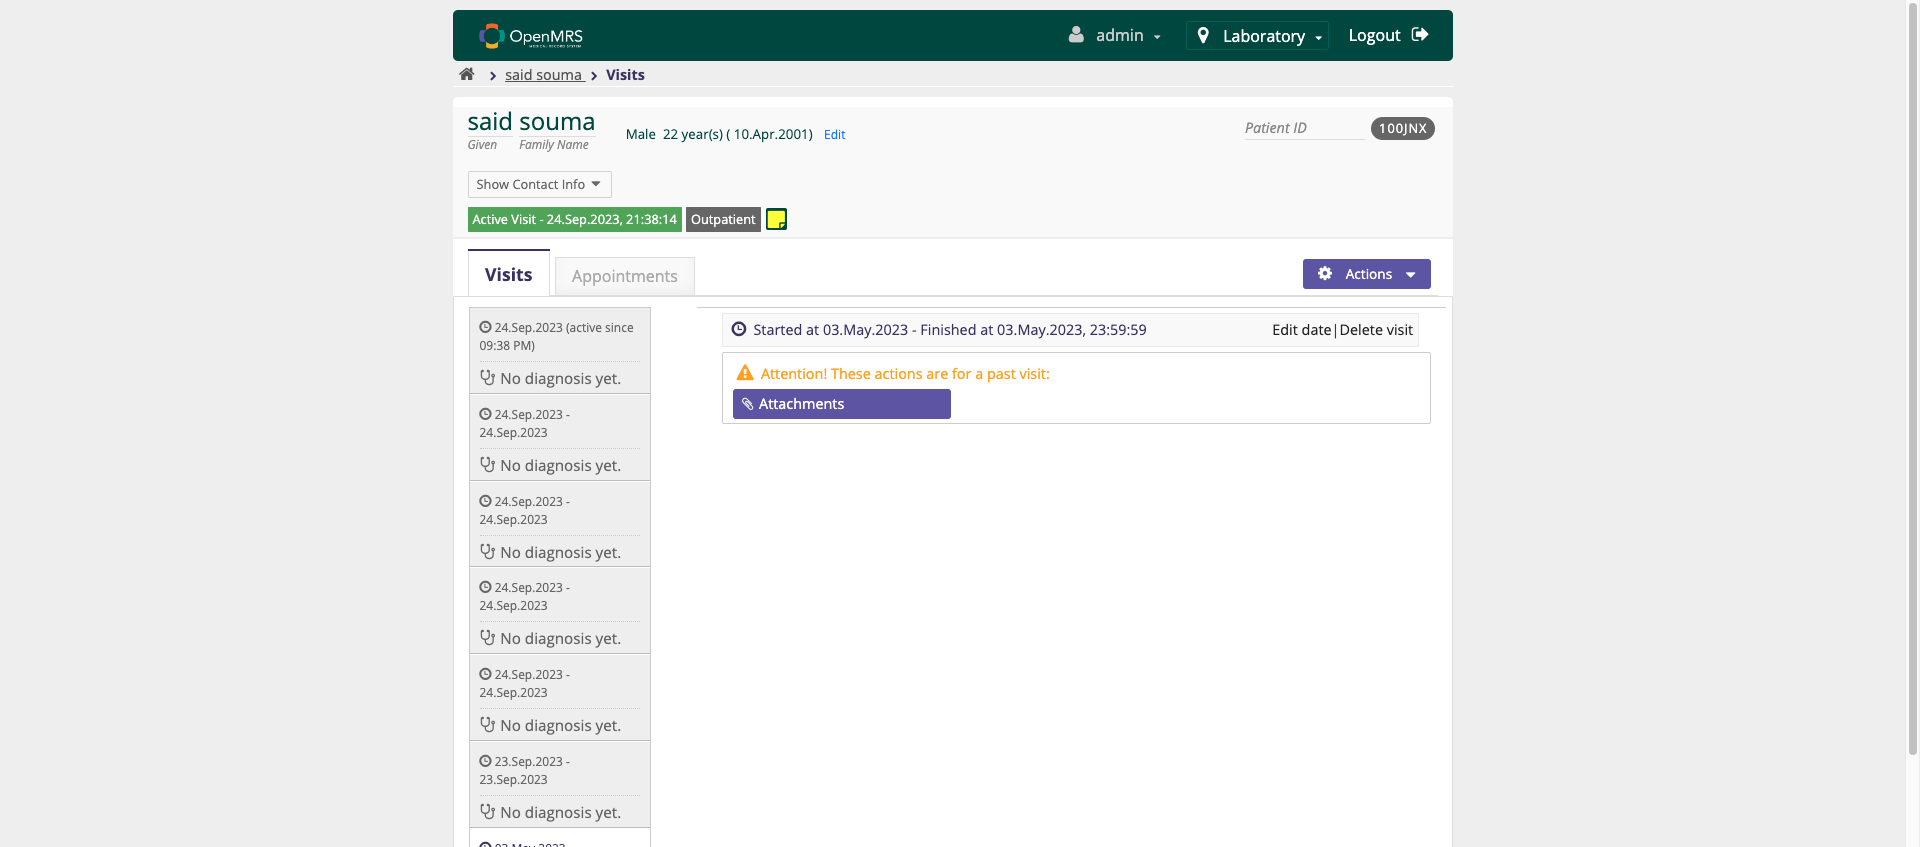 OpenMRS
MEDICAL RECORD SYSTEM
admin
Laboratory
Logout
said souma
Visits
said souma
Given Family Name
Male 22 year(s) ( 10.Apr.2001) Edit
Patient ID
100JNX
Show Contact Info
Active Visit - 24.Sep.2023, 21:38:14
Outpatient
Visits
Appointments
Actions
24.Sep.2023 (active since
09:38 PM)
No diagnosis yet.
24.Sep.2023 -
24.Sep.2023
No diagnosis yet.
24.Sep.2023 -
24.Sep.2023
No diagnosis yet.
24.Sep.2023 -
24.Sep.2023
No diagnosis yet.
24.Sep.2023 -
24.Sep.2023
No diagnosis yet.
23.Sep.2023 -
23.Sep.2023
No diagnosis yet.
03.May.2023
Started at 03.May.2023 - Finished at 03.May.2023, 23:59:59
Edit date|Delete visit
Attention! These actions are for a past visit:
Attachments